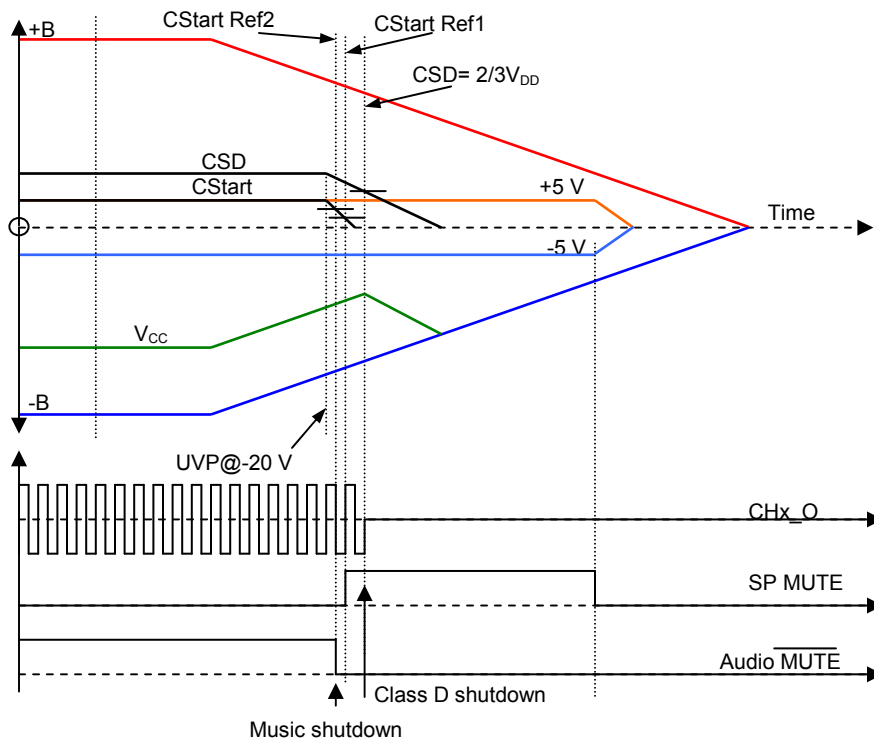 CStart Ref2
CStart Ref1
+B
CSD= 2/3VDD
CSD
CStart
+5 V
Time
-5 V
VCC
-B
UVP@-20 V
CHx_O
SP MUTE
Audio MUTE
Class D shutdown
Music shutdown